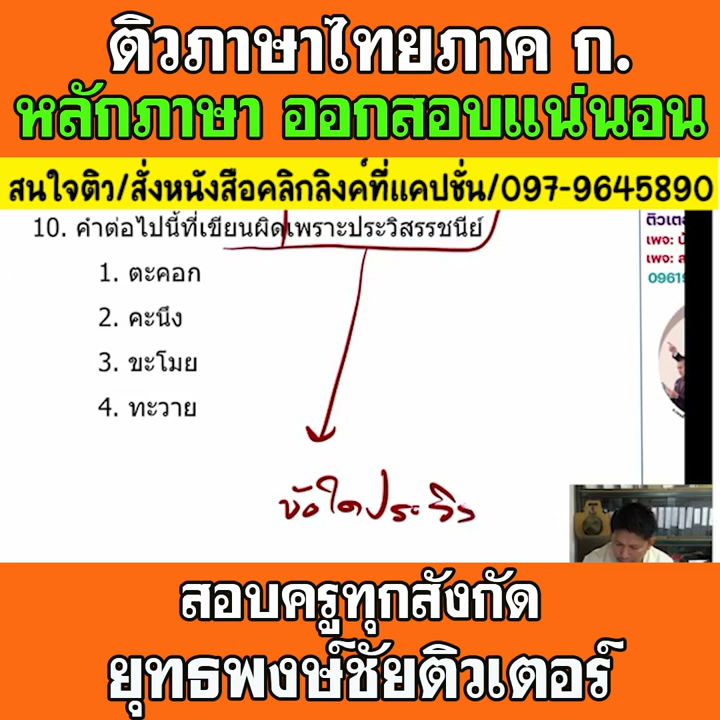 ติวภาษาไทยภาค ก.
หลักภาษา ออกสอบแน่นอน
สนใจติว/สั่งหนังสือคลิกลิงค์ที่แคปชั่น/097-9645890
10. คำต่อไปนี้ที่เขียนผิดเพราะประวิสรรชนีย์
1. ตะคอก
2. คะนึง
3. ขะโมย
4. ทะวาย
ข้อใดประวิส
เพจ:
เพจ:
สอบครูทุกสังกัด
ยุทธพงษ์ชัยติวเตอร์